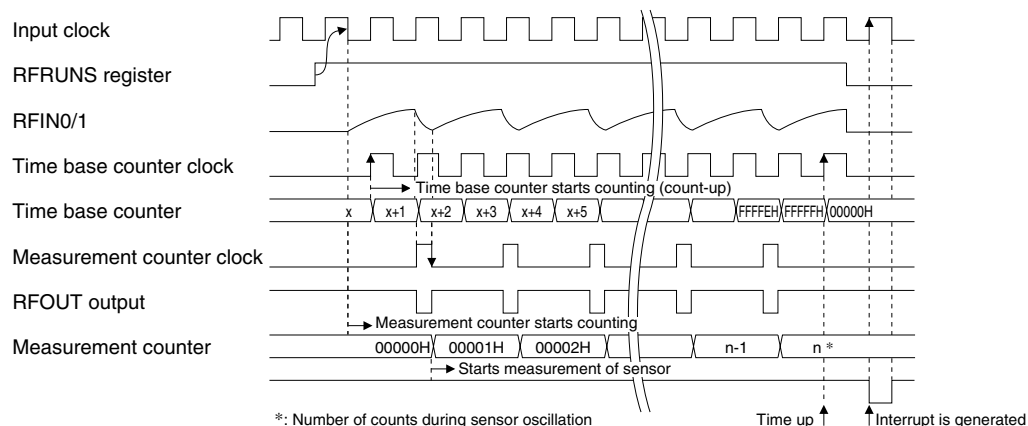 Input clock
RFRUNS register
RFIN0/1
Time base counter clock
Time base counter starts counting (count-up)
Time base counter x x+1 x+2 x+3 x+4 x+5 FFFFEH FFFFFH 00000H
Measurement counter clock
RFOUT output
Measurement counter starts counting
Measurement counter 00000H 00001H 00002H n-1 n *
Starts measurement of sensor
*: Number of counts during sensor oscillation Time up Interrupt is generated